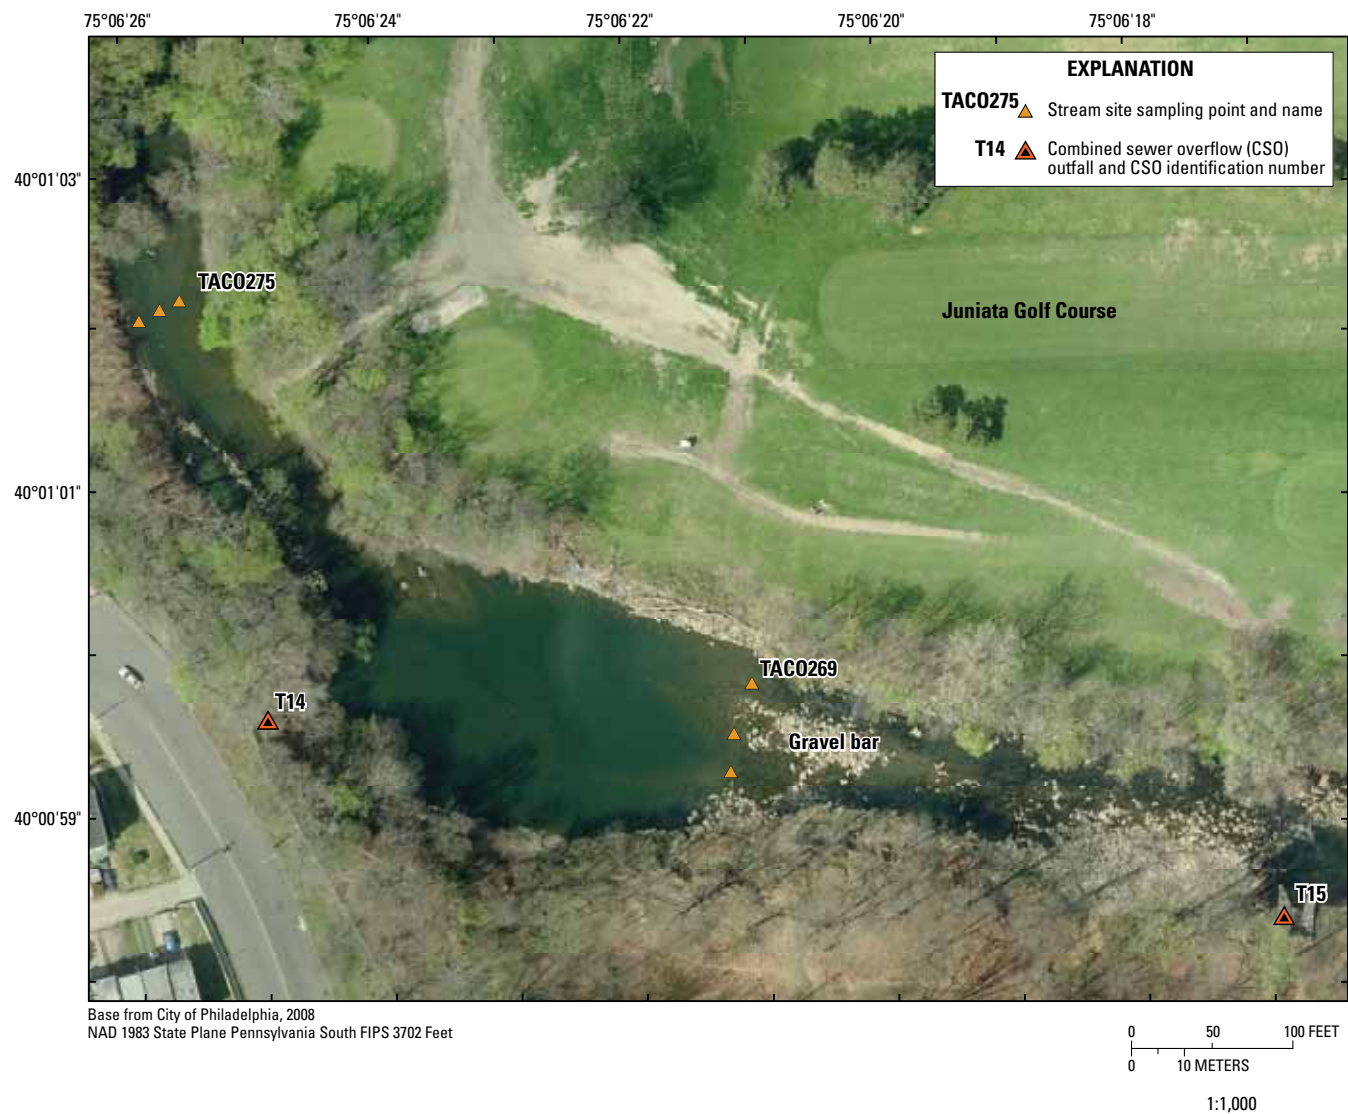 75°06'26" 75°06'24" 75°06'22" 75°06'20" 75°06'18"
EXPLANATION
TACO275 Stream site sampling point and name
T14 Combined sewer overflow (CSO)
outfall and CSO identification number
40°01'03"
TACO275
Juniata Golf Course
40°01'01"
TACO269
T14
Gravel bar
40°00'59"
T15
Base from City of Philadelphia, 2008
NAD 1983 State Plane Pennsylvania South FIPS 3702 Feet
0 50 100 FEET
0 10 METERS
1:1,000